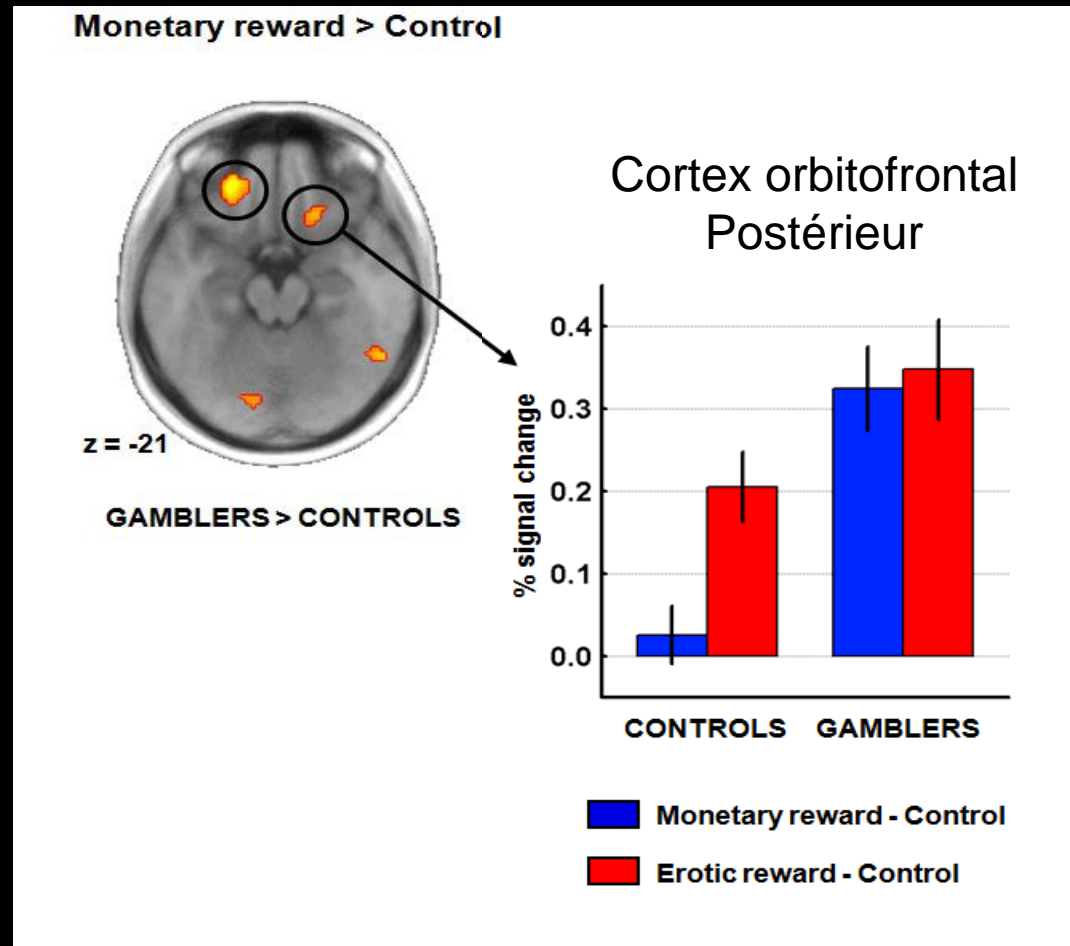 Monetary reward > Control
z = -21
GAMBLERS > CONTROLS
Cortex orbitofrontal
Postérieur
% signal change
0.4
0.3
0.2
0.1
0.0
CONTROLS GAMBLERS
Monetary reward - Control
Erotic reward - Control